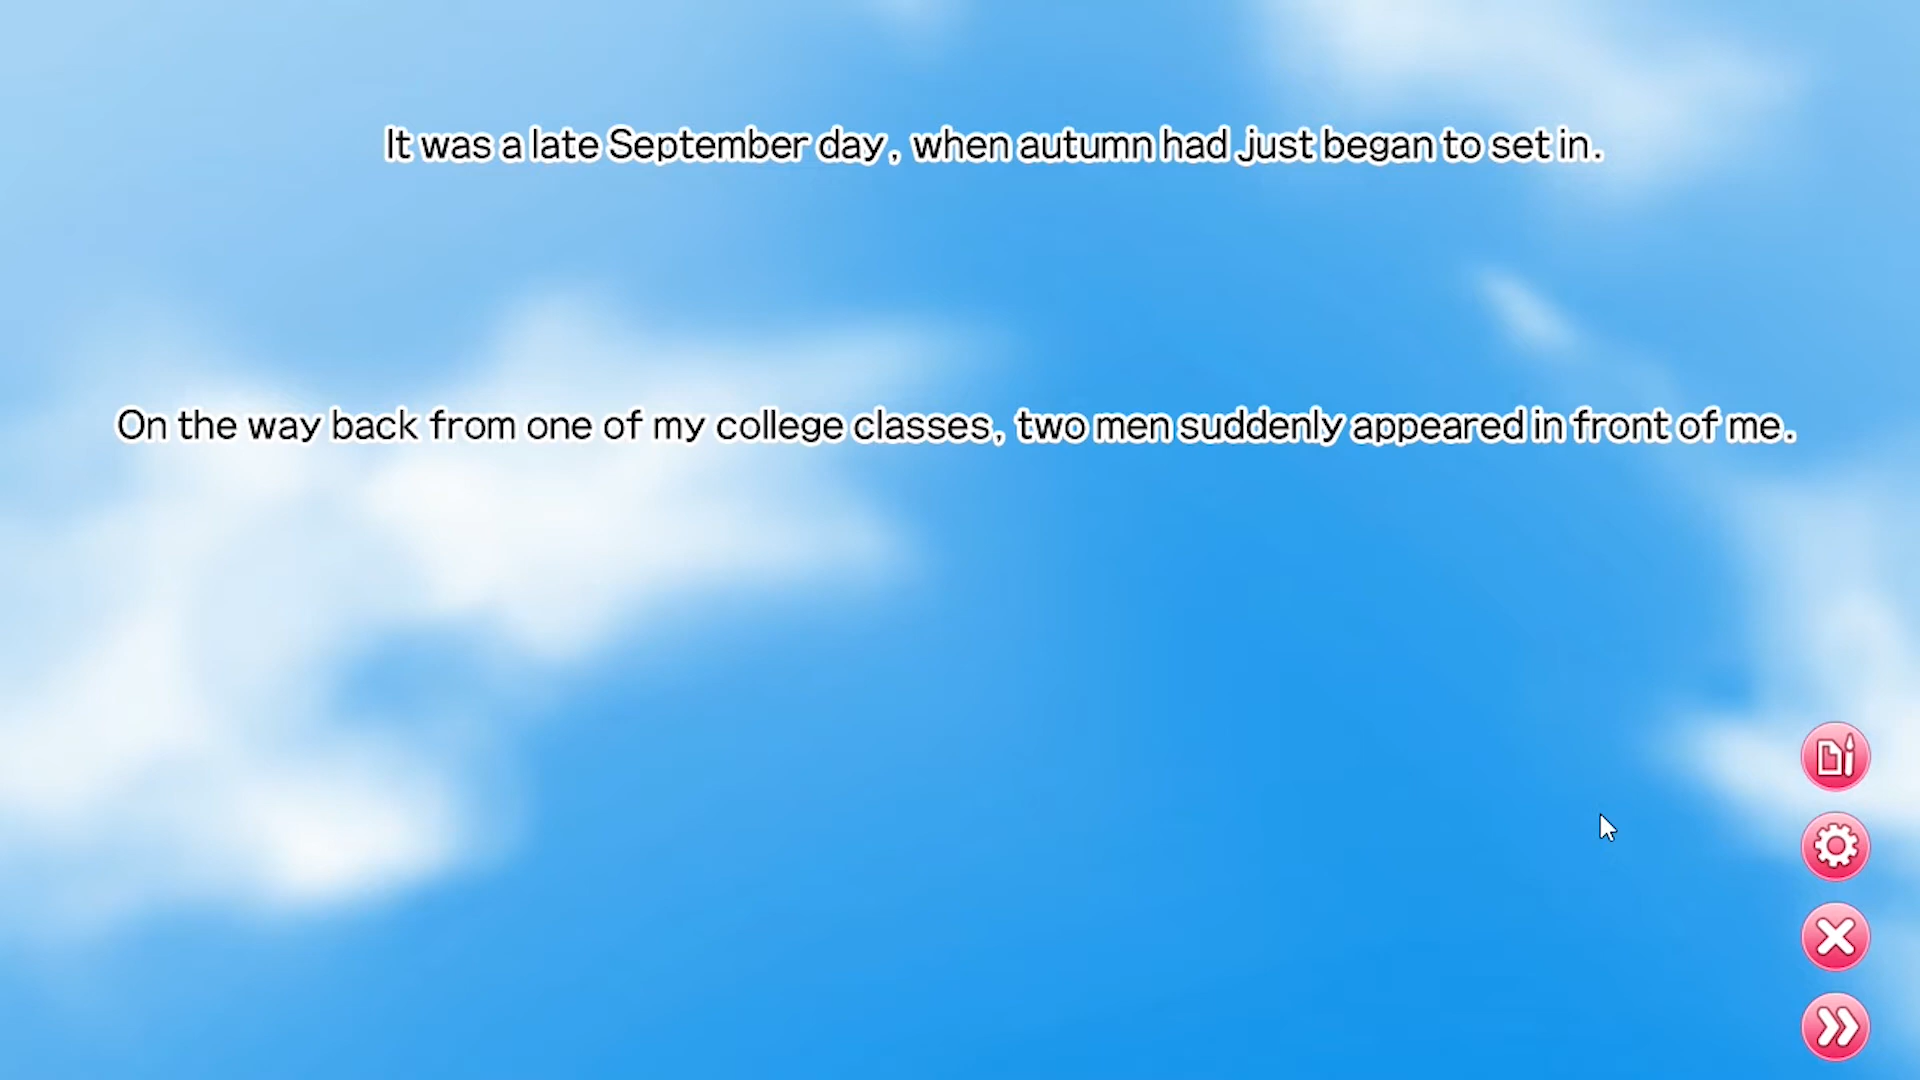 It was a late September day, when autumn had just began to set in.
On the way back from one of my college classes, two men suddenly appeared in front of me.